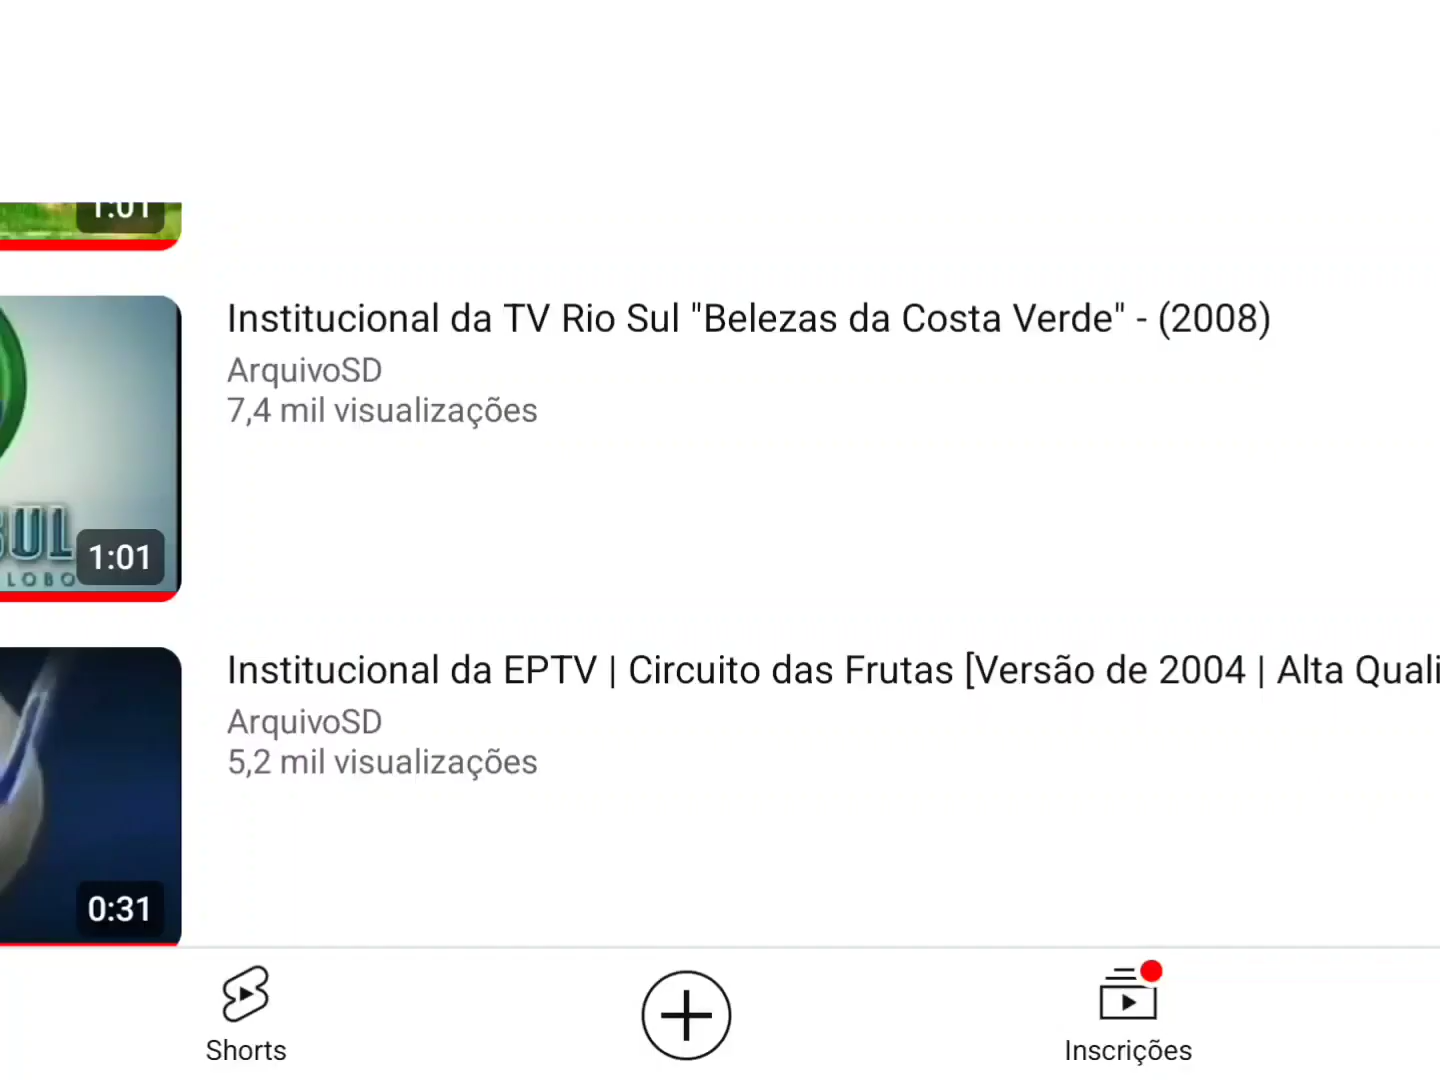 1:01
Institucional da TV Rio Sul "Belezas da Costa Verde" - (2008)
ArquivoSD
7,4 mil visualizações
SUL
LOBO
1:01
Institucional da EPTV | Circuito das Frutas [Versão de 2004 | Alta Quali
ArquivoSD
5,2 mil visualizações
0:31
Shorts
Inscrições